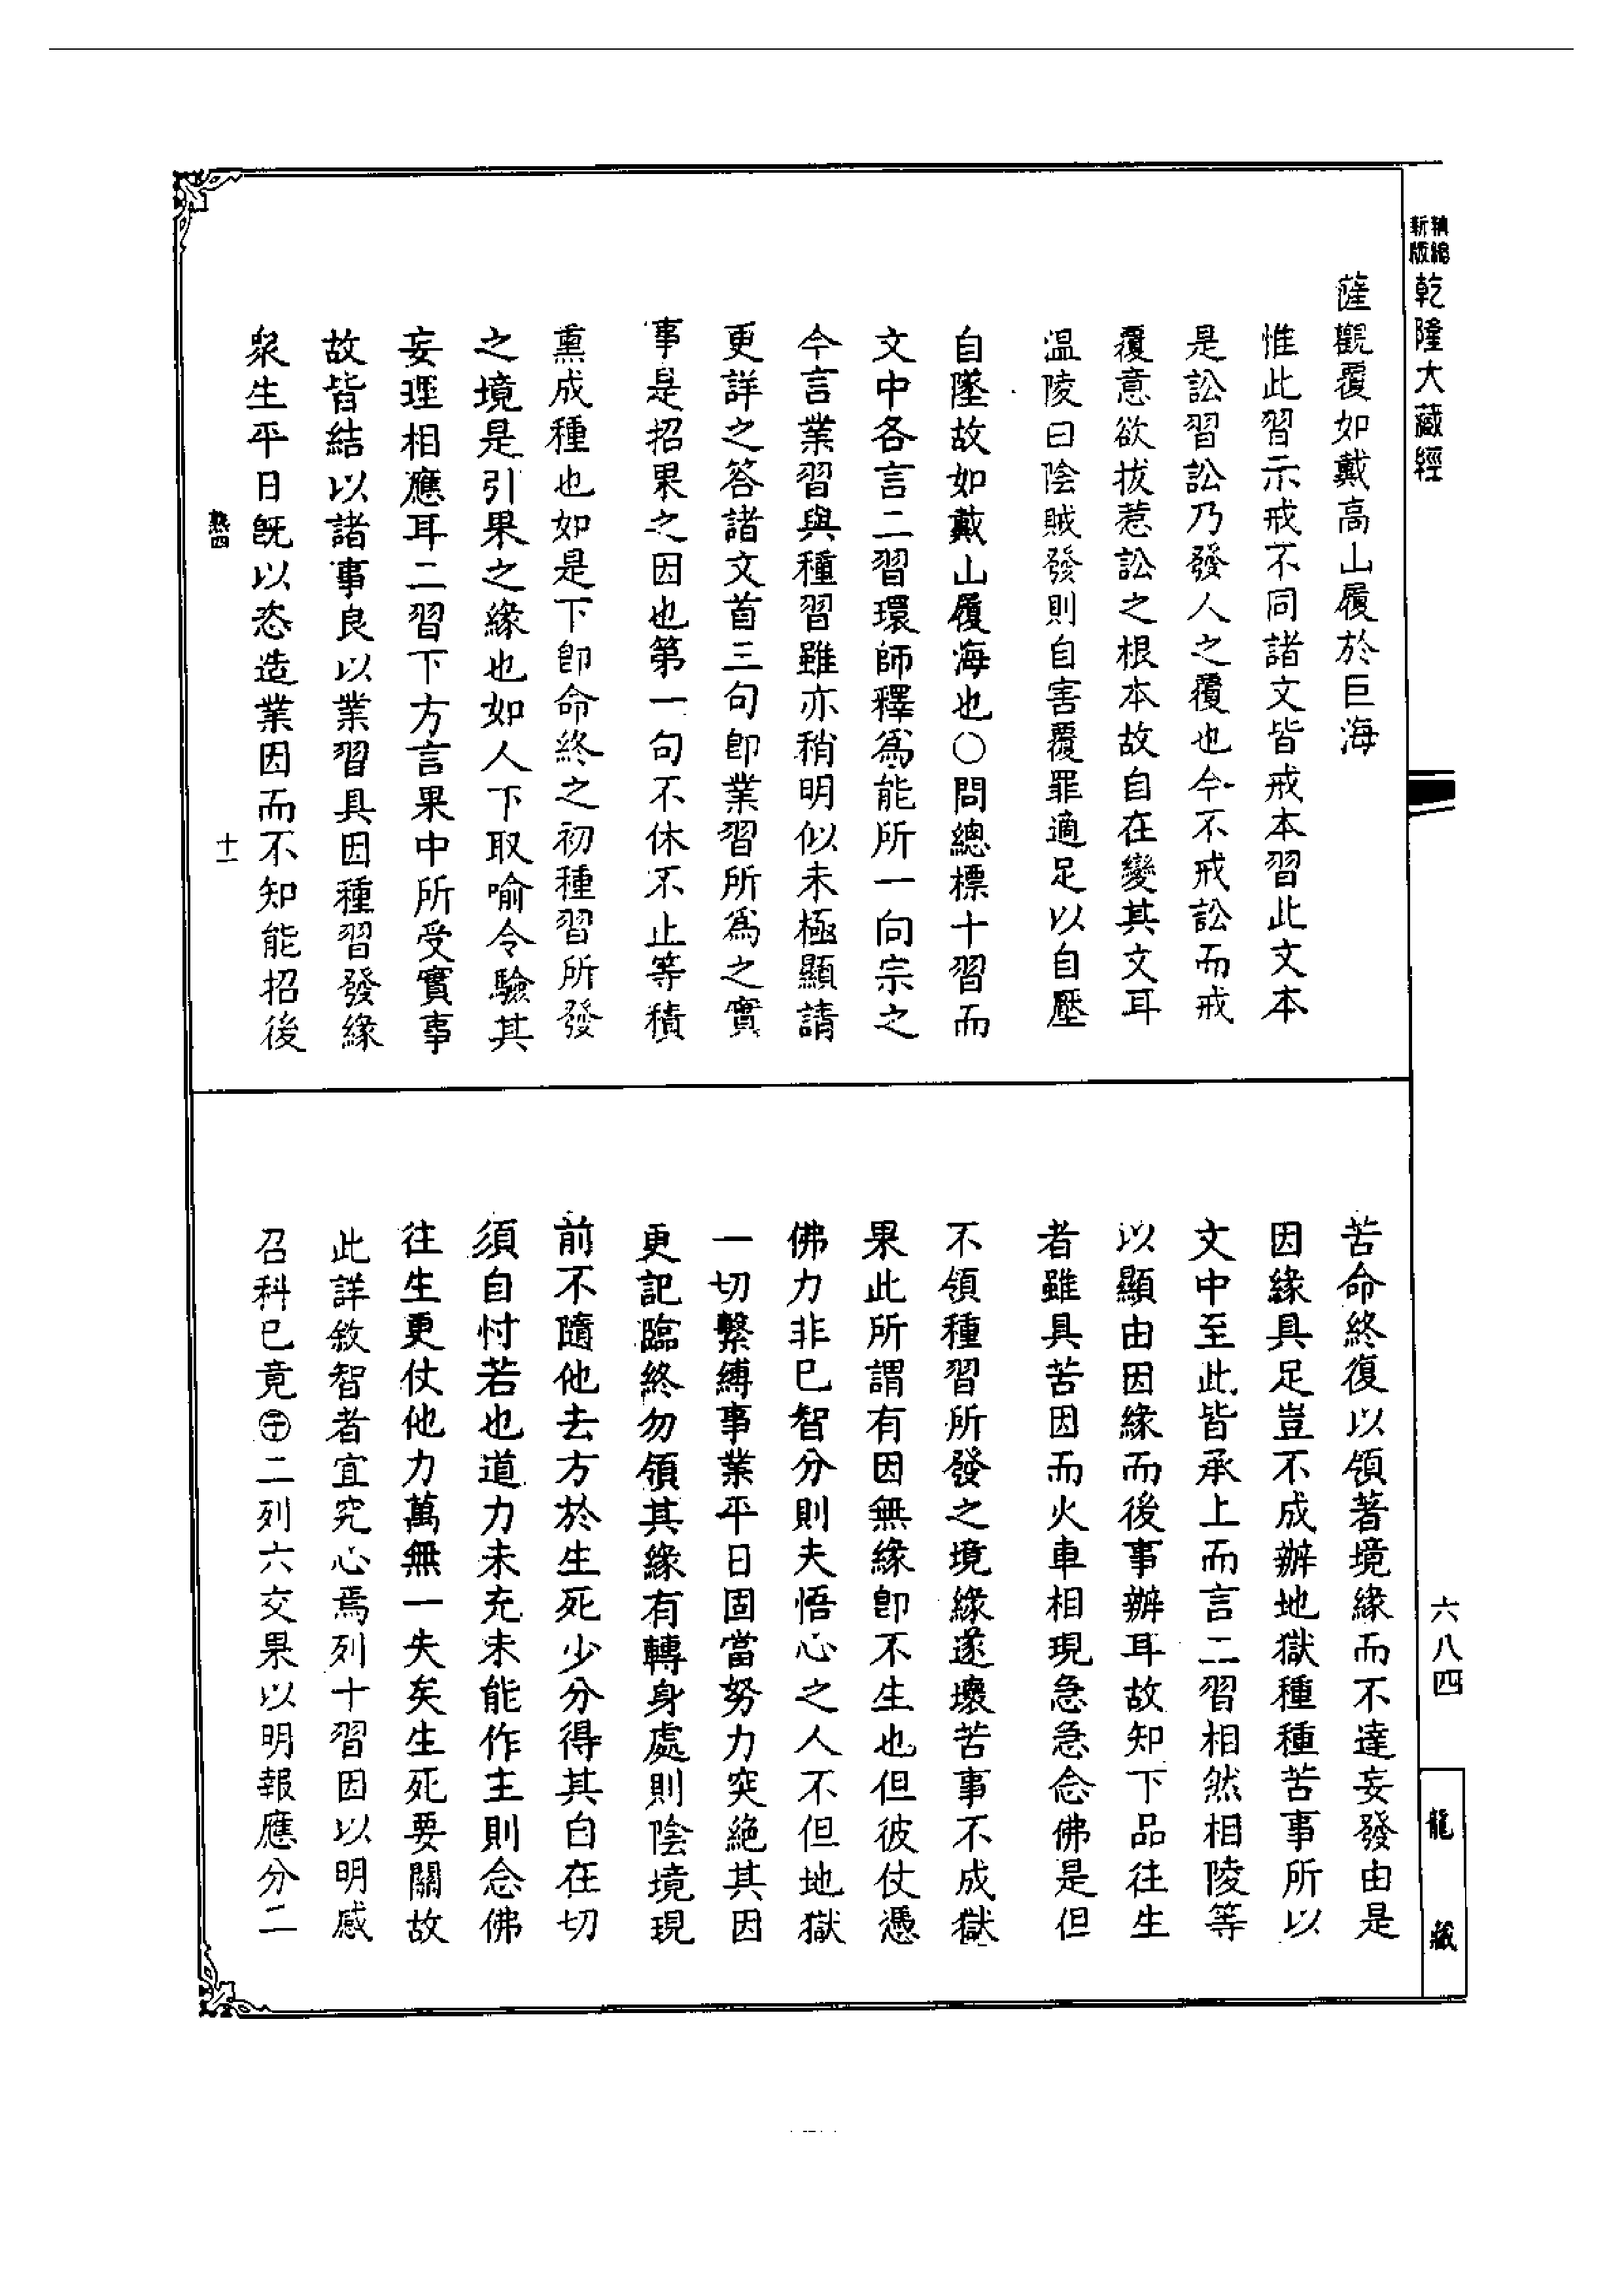 新縮版縮
乾隆大藏經
薩觀覆如戴高山履於巨海
惟此習示戒不同諸文皆戒本習此文本
是訟習訟乃發人之覆也今不戒訟而戒
覆意欲拔惹訟之根本故自在變其文耳
溫陵曰陰賊發則自害覆罪適足以自壓
自墜故如戴山履海也○問總標十習而
文中各言二習環師釋為能所一向宗之
今言業習與種習雖亦稍明似未極顯請
更詳之答諸文首三句即業習所為之實
事是招果之因也第一句不休不止等積
熏成種也如是下即命終之初種習所發
之境是引果之緣也如人下取喻令驗其
妄理相應耳二習下方言果中所受實事
故皆結以諸事良以業習具因種習發緣
衆生平日旣以恣造業因而不知能招後
熱四
十一
苦命終復以領著境緣而不達妄發由是
因緣具足豈不成辦地獄種種苦事所以
文中至此皆承上而言二習相然相陵等
以顯由因緣而後事辦耳故知下品往生
者雖具苦因而火車相現急急念佛是但
不領種習所發之境緣遂壞苦事不成獄
果此所謂有因無緣即不生也但彼仗憑
佛力非已智分則夫悟心之人不但地獄
一切繫縛事業平日固當努力突絕其因
更記臨終勿領其緣有轉身處則陰境現
前不隨他去方於生死少分得其自在切
須自忖若也道力未充未能作主則念佛
往生更仗他力萬無一失矣生死要關故
此詳敘智者宜究心焉列十習因以明感
召科已竟㊉二列六交果以明報應分二
六八四
龍藏